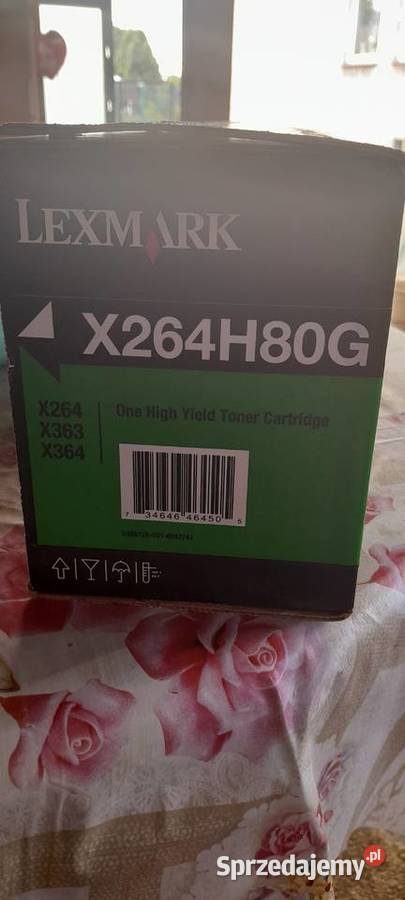 LEXMARK
X264H80G
X264
X363
X364
One High Yield Toner Cartridge
7 34646 46450 5
Sprzedajemy.pl